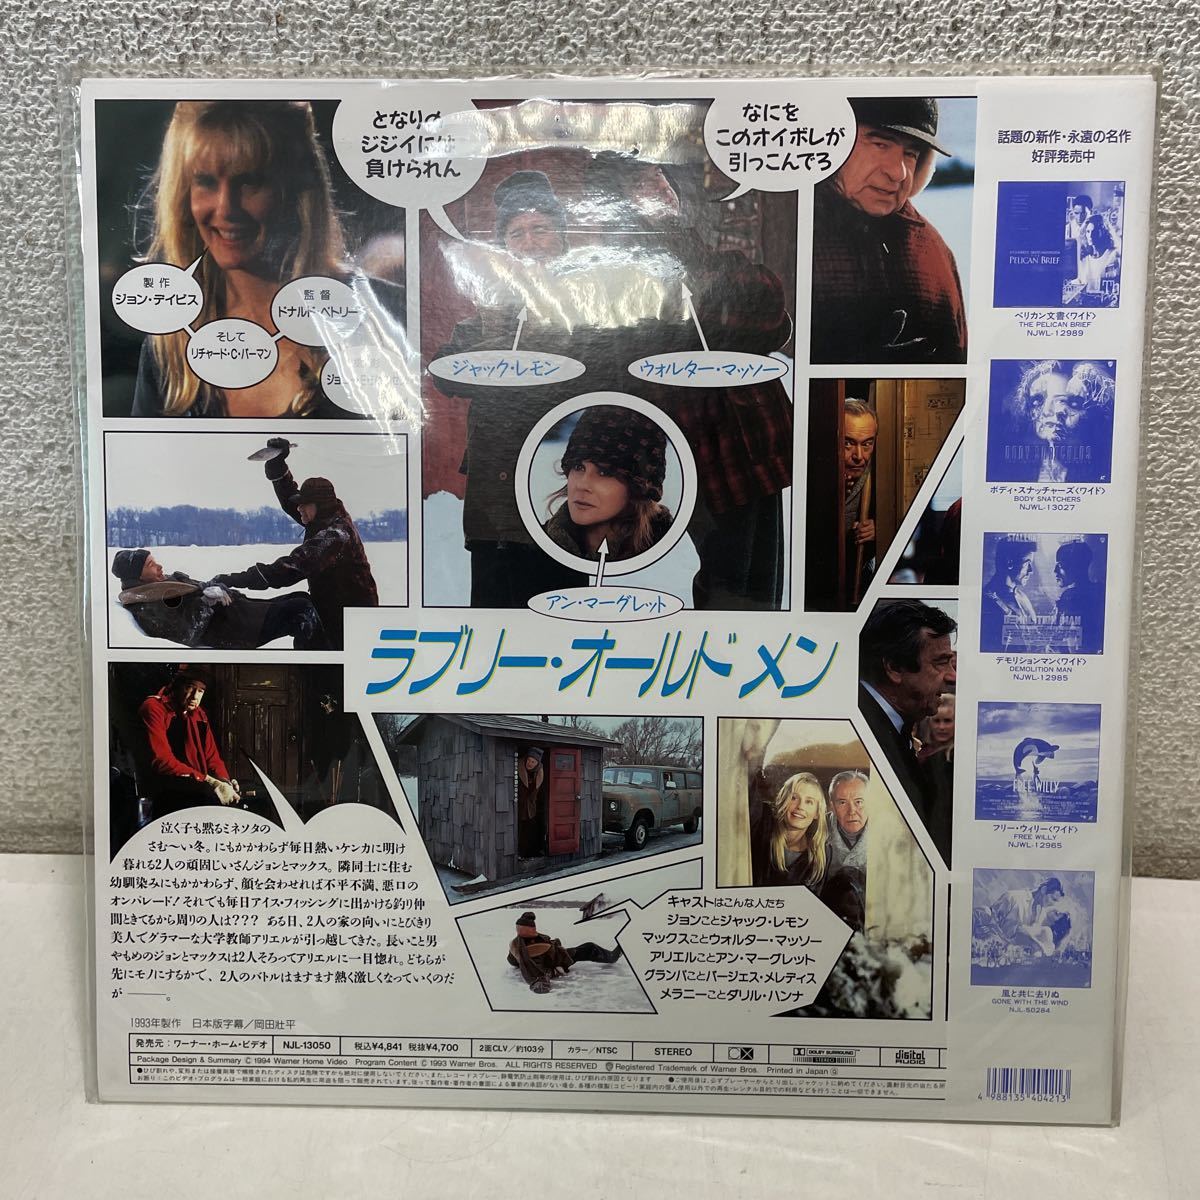 となりの
ジジイには
負けられん
なにを
このオイボレが
引っこんでろ
製作
ジョン・デイビス
そして
リチャード・C・バーマン
監督
ドナルド・ペトリー
ジャック・レモン
ウォルター・マッソー
アン・マーグレット
ラブリー・オールドメン
泣く子も黙るミネソタの
さむ〜い冬。にもかかわらず毎日熱いケンカに明け
暮れる2人の頑固じいさんジョンとマックス。隣同士に住む
幼馴染みにもかかわらず、顔を会わせれば不平不満、悪口の
オンパレード!それでも毎日アイス・フィッシングに出かける釣り仲
間ときてるから周りの人は??? ある日、2人の家の向いにとびきり
美人でグラマーな大学教師アリエルが引っ越してきた。長いこと男
やもめのジョンとマックスは2人そろってアリエルに一目惚れ。どちらが
先にモノにするかで、2人のバトルはますます熱く激しくなっていくのだ
が――。
キャストはこんな人たち
ジョンことジャック・レモン
マックスことウォルター・マッソー
アリエルことアン・マーグレット
グランパことバージェス・メレディス
メラニーことダリル・ハンナ
1993年製作 日本版字幕/岡田壯平
発売元:ワーナー・ホーム・ビデオ NJL-13050 税込¥4,841 税抜¥4,700 2面CLV/約103分 カラー/NTSC STEREO CX DOLBY SURROUND digital AUDIO
Package Design & Summary Ⓒ 1994 Warner Home Video Program Content Ⓒ 1993 Warner Bros. ALL RIGHTS RESERVED Registered Trademark of Warner Bros. Printed in Japan Ⓖ
話題の新作・永遠の名作
好評発売中
PELICAN BRIEF
ペリカン文書〈ワイド〉
THE PELICAN BRIEF
NJWL-12989
BODY SNATCHERS
ボディ・スナッチャーズ〈ワイド〉
BODY SNATCHERS
NJWL-13027
STALLONE SNIPES
DEMOLITION MAN
デモリションマン〈ワイド〉
DEMOLITION MAN
NJWL-12985
FREE WILLY
フリー・ウィリー〈ワイド〉
FREE WILLY
NJWL-12965
風と共に去りぬ
GONE WITH THE WIND
NJL-50284
4 988135 404213